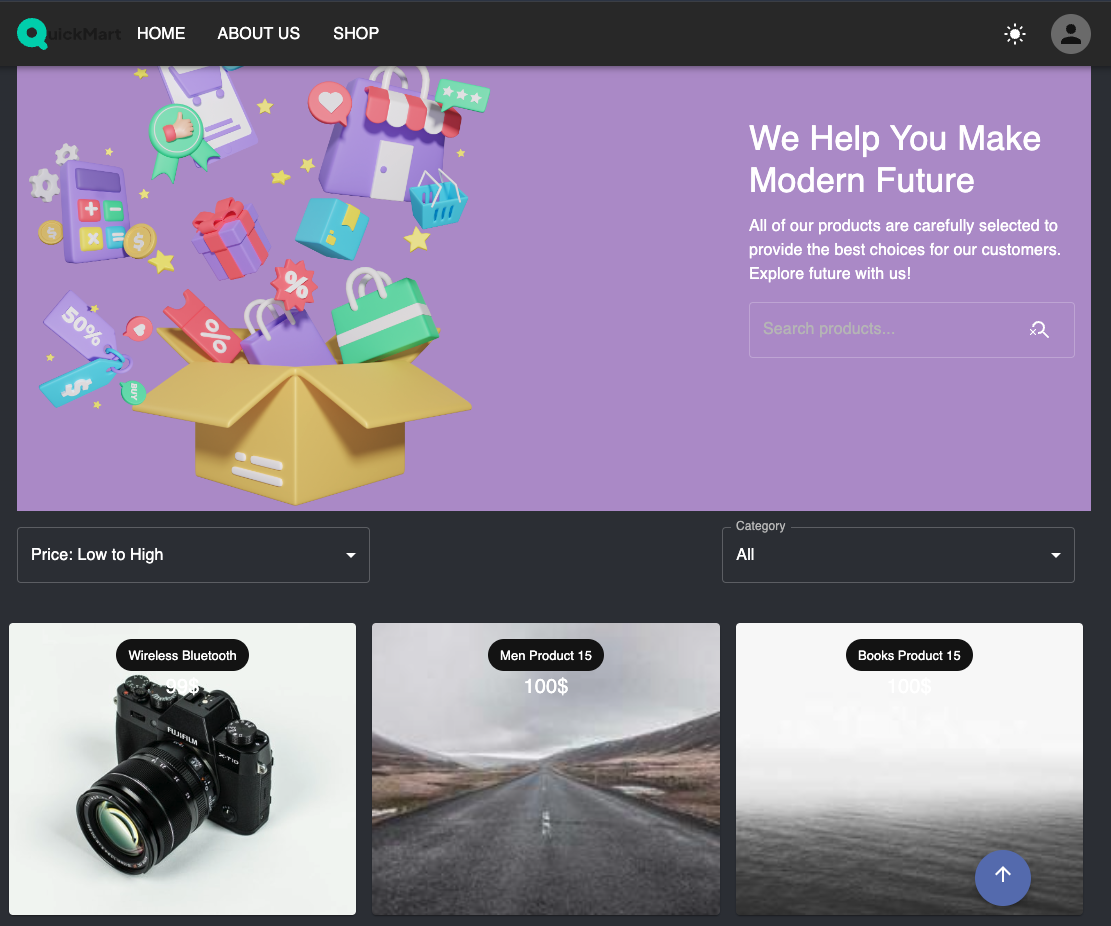 QuickMart HOME ABOUT US SHOP
We Help You Make
Modern Future
All of our products are carefully selected to
provide the best choices for our customers.
Explore future with us!
Search products...
50%
%
%
$
$
$
BUY
Category
Price: Low to High
All
Wireless Bluetooth
99$
Men Product 15
100$
Books Product 15
100$
FUJIFILM
X-T10